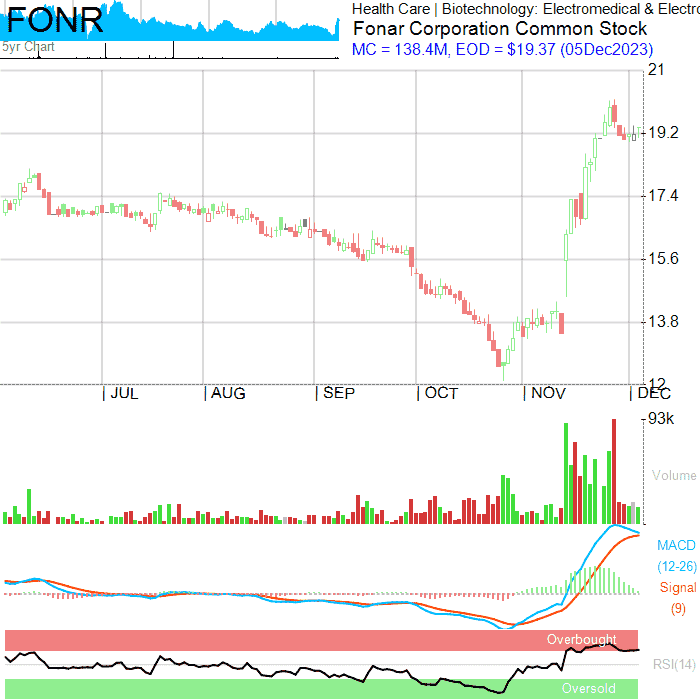 FONR
5yr Chart
Health Care | Biotechnology: Electromedical & Electro
Fonar Corporation Common Stock
MC = 138.4M, EOD = $19.37 (05Dec2023)
21
19.2
17.4
15.6
13.8
12
| JUL | AUG | SEP | OCT | NOV | DEC
93k
Volume
MACD
(12-26)
Signal
(9)
Overbought
RSI(14)
Oversold